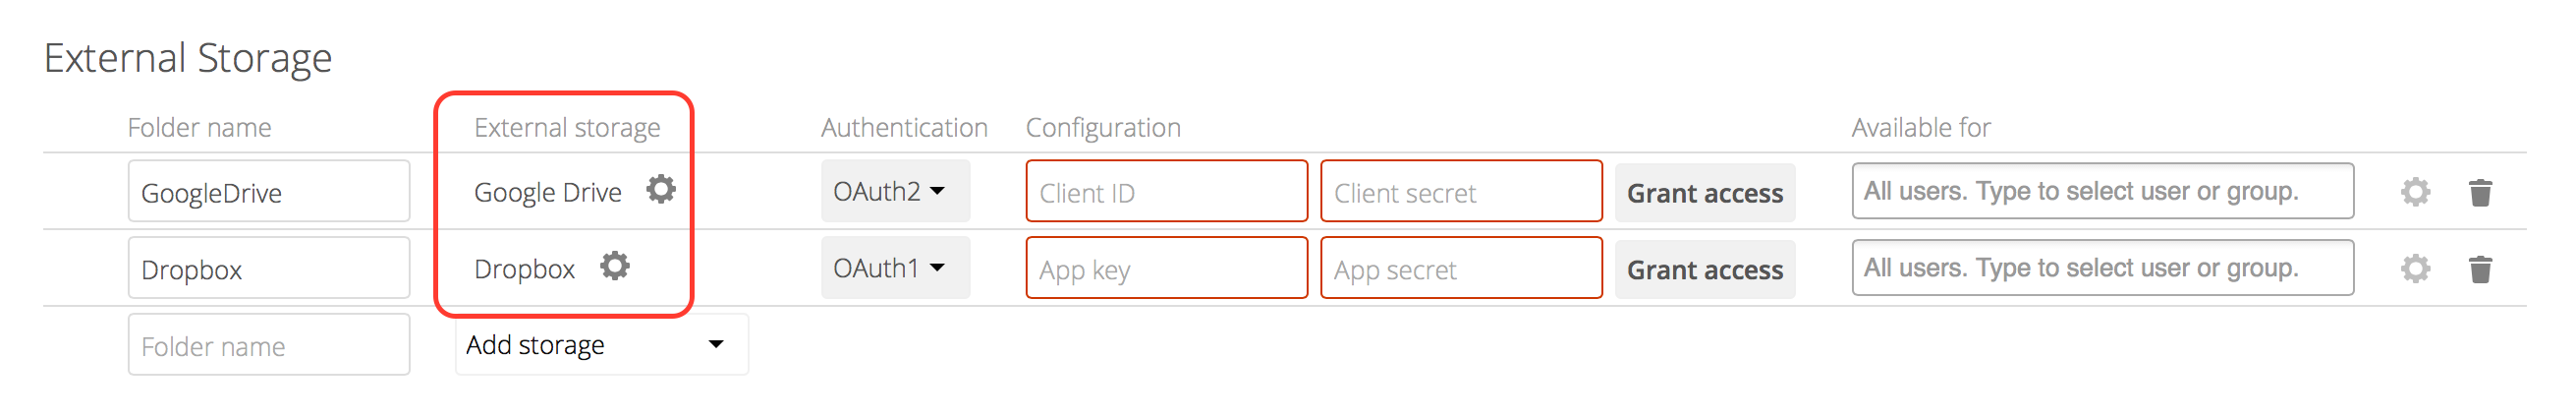 External Storage
Folder name External storage Authentication Configuration Available for
GoogleDrive Google Drive OAuth2 Client ID Client secret Grant access All users. Type to select user or group.
Dropbox Dropbox OAuth1 App key App secret Grant access All users. Type to select user or group.
Folder name Add storage